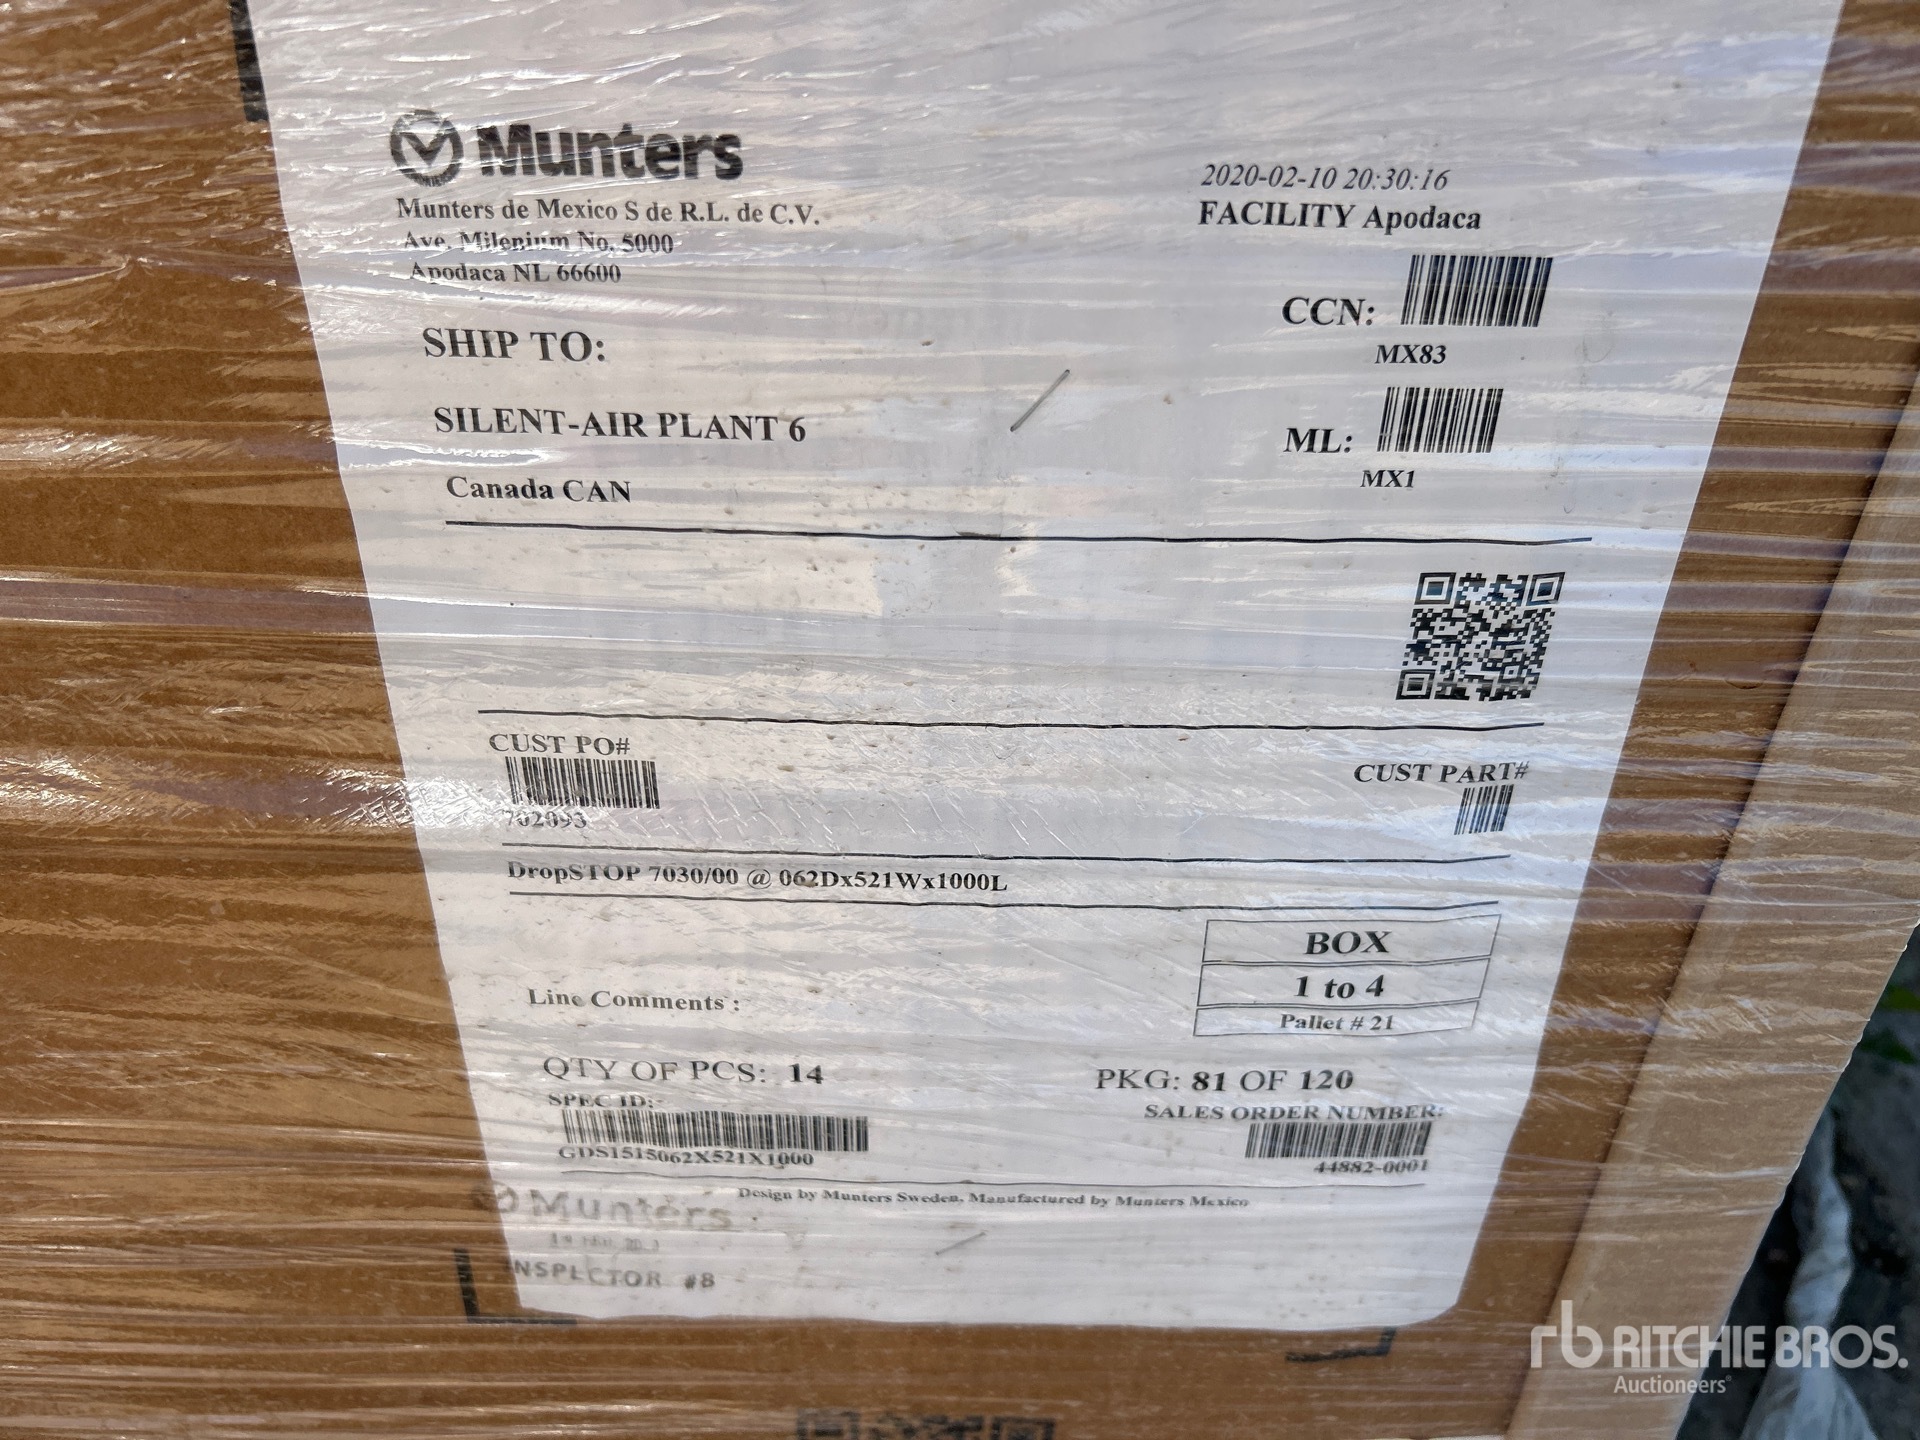 Munters
Munters de Mexico S de R.L. de C.V.
Ave. Milenium No. 5000
Apodaca NL 66600
2020-02-10 20:30:16
FACILITY Apodaca
CCN:
MX83
SHIP TO:
SILENT-AIR PLANT 6
Canada CAN
ML:
MX1
CUST PO#
702093
CUST PART#
DropSTOP 7030/00 @ 062Dx521Wx1000L
BOX
1 to 4
Pallet # 21
Line Comments :
QTY OF PCS: 14
PKG: 81 OF 120
SPEC ID:
GDS1515062X521X1000
SALES ORDER NUMBER:
44882-0001
Design by Munters Sweden, Manufactured by Munters Mexico
Munters
INSPECTOR #8
rb RITCHIE BROS.
Auctioneers